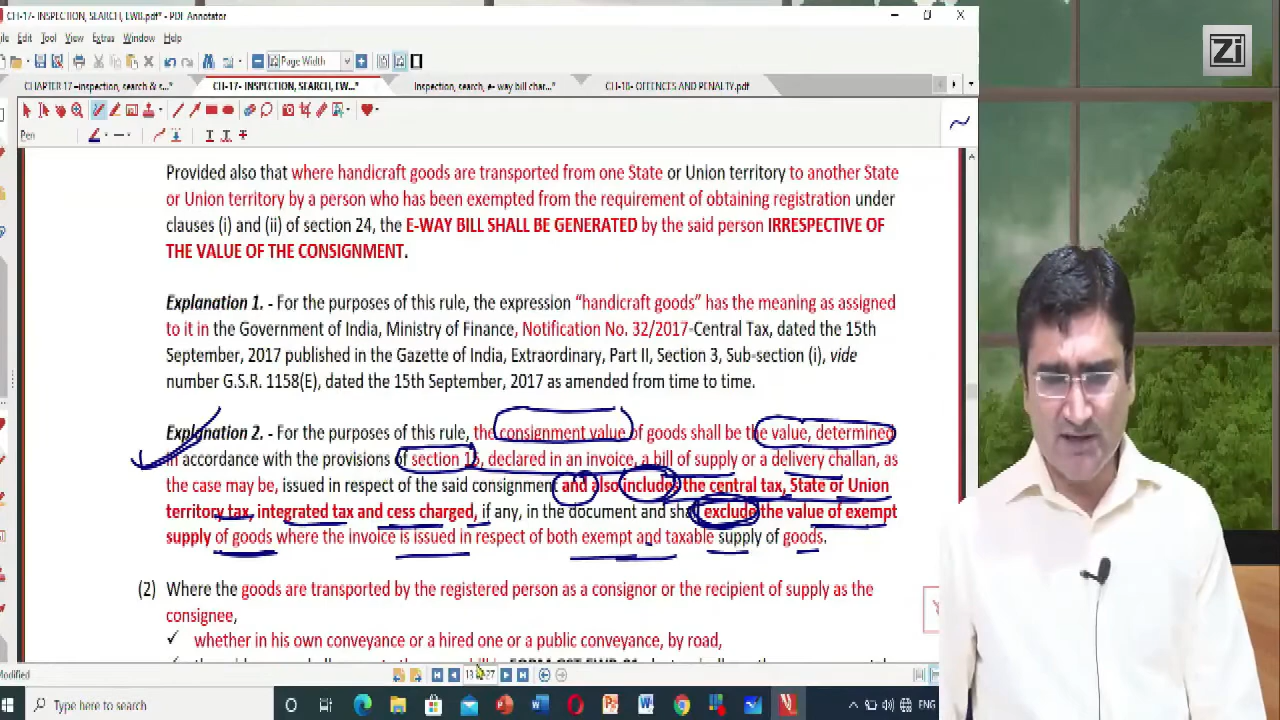 CH-17- INSPECTION, SEARCH, EWB.pdf* - PDF Annotator
File Edit Tool View Extras Window Help
Page Width
CHAPTER 17 –inspection, search & s...*
CH-17- INSPECTION, SEARCH, EW...*
Inspection, search, e- way bill char...*
CH-18- OFFENCES AND PENALTY.pdf
Pen
Provided also that where handicraft goods are transported from one State or Union territory to another State
or Union territory by a person who has been exempted from the requirement of obtaining registration under
clauses (i) and (ii) of section 24, the E-WAY BILL SHALL BE GENERATED by the said person IRRESPECTIVE OF
THE VALUE OF THE CONSIGNMENT.
Explanation 1. - For the purposes of this rule, the expression “handicraft goods” has the meaning as assigned
to it in the Government of India, Ministry of Finance, Notification No. 32/2017-Central Tax, dated the 15th
September, 2017 published in the Gazette of India, Extraordinary, Part II, Section 3, Sub-section (i), vide
number G.S.R. 1158(E), dated the 15th September, 2017 as amended from time to time.
Explanation 2. - For the purposes of this rule, the consignment value of goods shall be the value, determined
in accordance with the provisions of section 15, declared in an invoice, a bill of supply or a delivery challan, as
the case may be, issued in respect of the said consignment and also includes the central tax, State or Union
territory tax, integrated tax and cess charged, if any, in the document and shall exclude the value of exempt
supply of goods where the invoice is issued in respect of both exempt and taxable supply of goods.
(2) Where the goods are transported by the registered person as a consignor or the recipient of supply as the
consignee,
✓ whether in his own conveyance or a hired one or a public conveyance, by road,
Modified
Type here to search
ENG
Zi